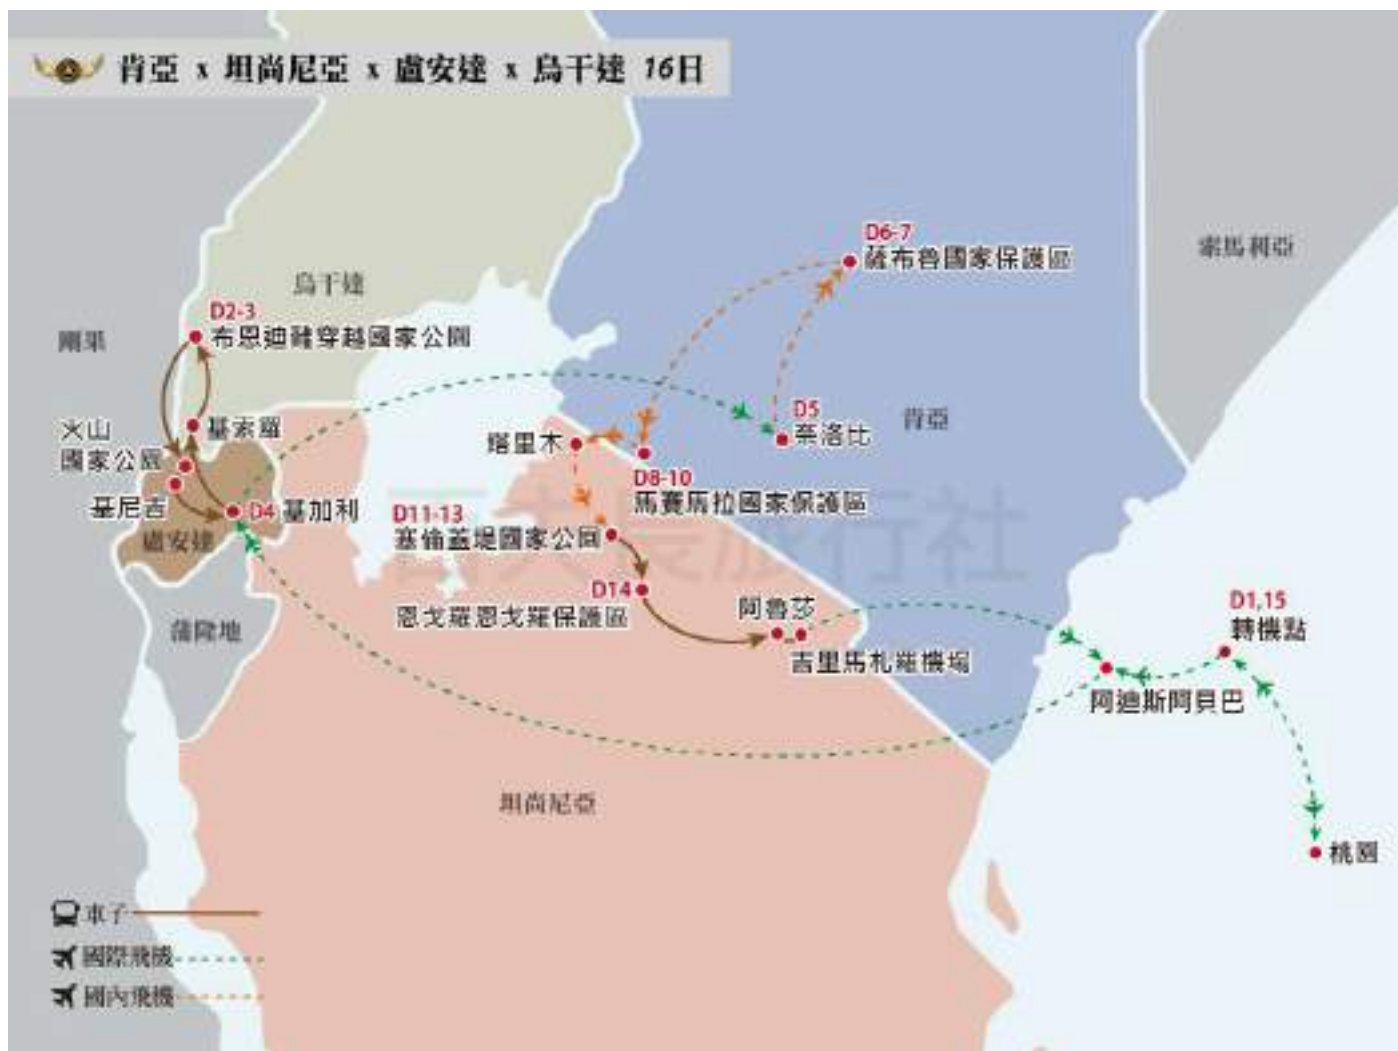 肯亞 x 坦尚尼亞 x 盧安達 x 烏干達 16日
索馬利亞
D6-7
薩布魯國家保護區
烏干達
D2-3
布恩迪難穿越國家公園
剛果
D5
奈洛比
肯亞
火山
國家公園
基索羅
塔里木
D8-10
馬賽馬拉國家保護區
基尼吉
D4 基加利
D11-13
塞倫蓋堤國家公園
盧安達
旅行社
D14
恩戈羅恩戈羅保護區
阿魯莎
吉里馬札羅機場
D1,15
轉機點
蒲隆地
阿迪斯阿貝巴
坦尚尼亞
桃園
車子
國際飛機
國內飛機